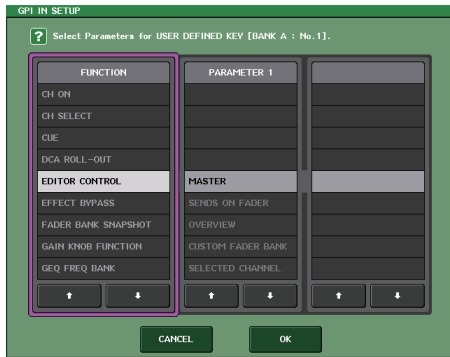 GPI IN SETUP
? Select Parameters for USER DEFINED KEY [BANK A : No.1].
FUNCTION
CH ON
CH SELECT
CUE
DCA ROLL-OUT
EDITOR CONTROL
EFFECT BYPASS
FADER BANK SNAPSHOT
GAIN KNOB FUNCTION
GEQ FREQ BANK
PARAMETER 1
MASTER
SENDS ON FADER
OVERVIEW
CUSTOM FADER BANK
SELECTED CHANNEL
CANCEL
OK